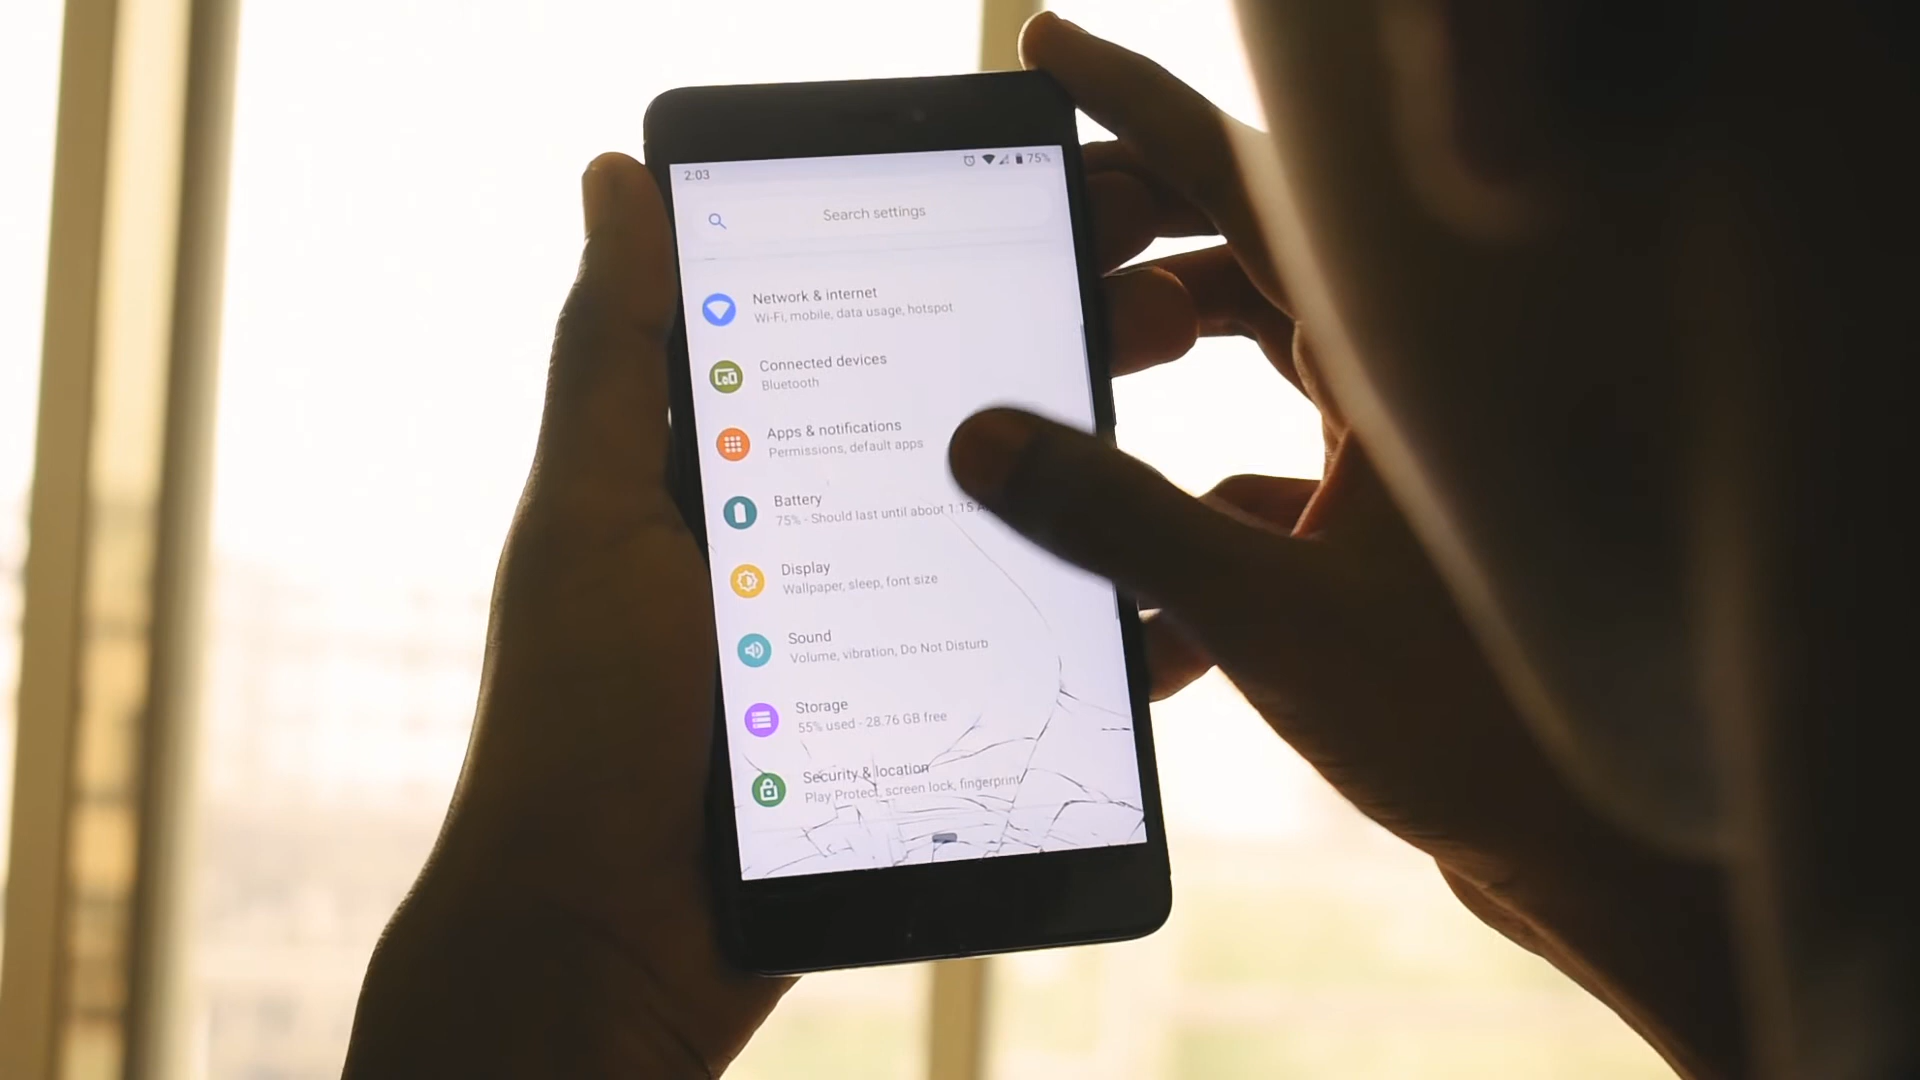 2:03
75%
Search settings
Network & internet
Wi-Fi, mobile, data usage, hotspot
Connected devices
Bluetooth
Apps & notifications
Permissions, default apps
Battery
75% - Should last until aboot 1:15 A
Display
Wallpaper, sleep, font size
Sound
Volume, vibration, Do Not Disturb
Storage
55% used - 28.76 GB free
Security & location
Play Protect, screen lock, fingerprint